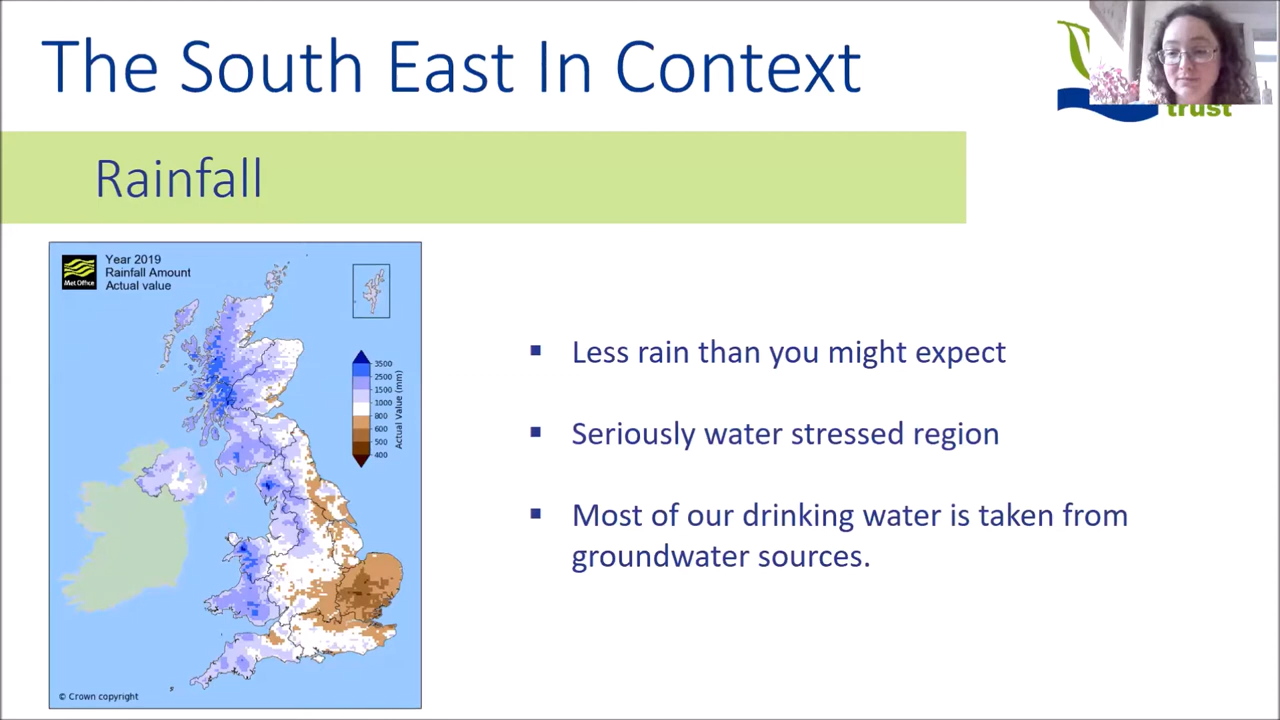 The South East In Context
trust
Rainfall
Met Office
Year 2019
Rainfall Amount
Actual value
3500
2500
1500
1000
800
600
500
400
Actual Value (mm)
▪ Less rain than you might expect
▪ Seriously water stressed region
▪ Most of our drinking water is taken from
groundwater sources.
© Crown copyright